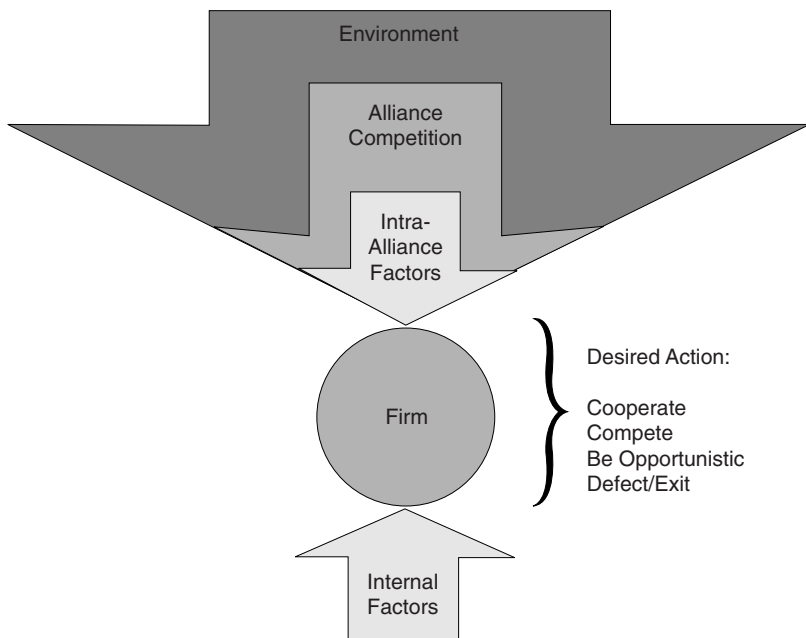 Environment
Alliance
Competition
Intra-
Alliance
Factors
Firm
Desired Action:
Cooperate
Compete
Be Opportunistic
Defect/Exit
Internal
Factors